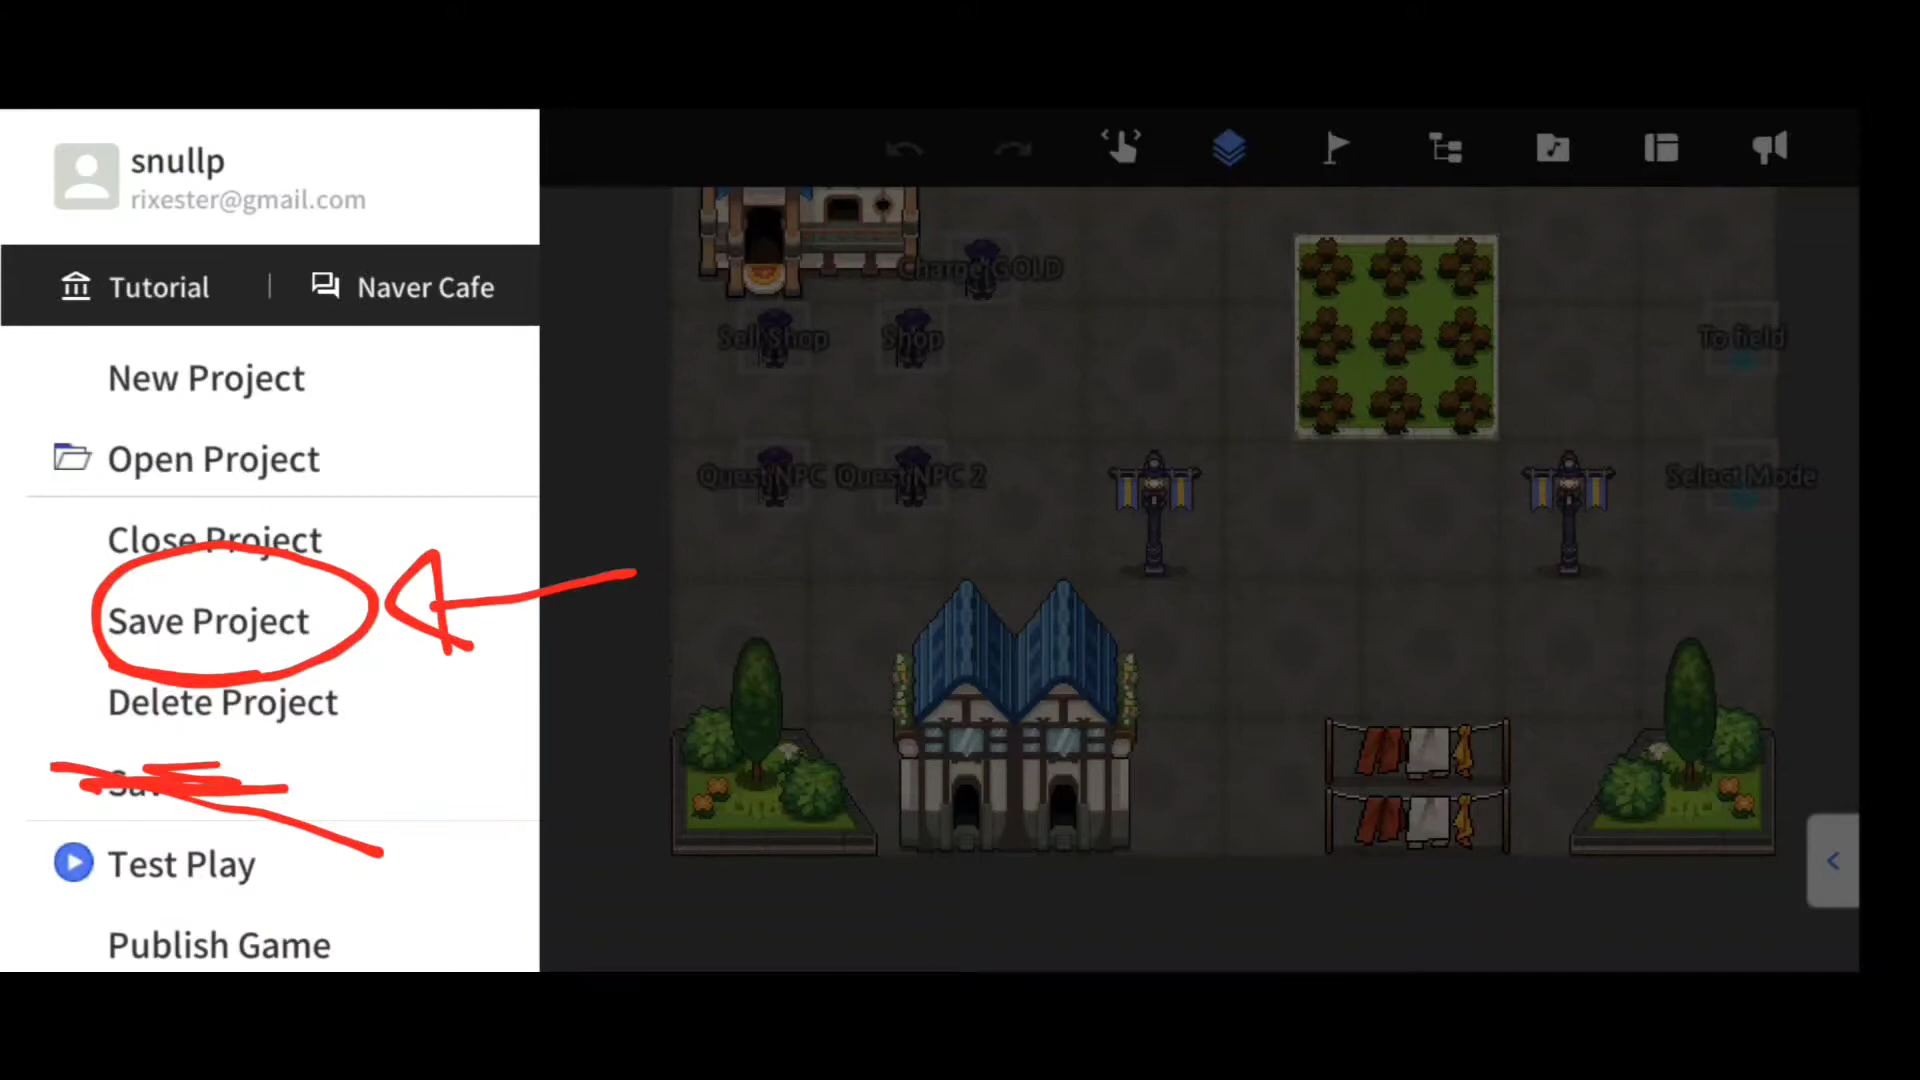 snullp
rixester@gmail.com
Tutorial | Naver Cafe
New Project
Open Project
Close Project
Save Project
Delete Project
Test Play
Publish Game
Charge GOLD
Sell Shop
Shop
To field
Quest NPC
Quest NPC 2
Select Mode